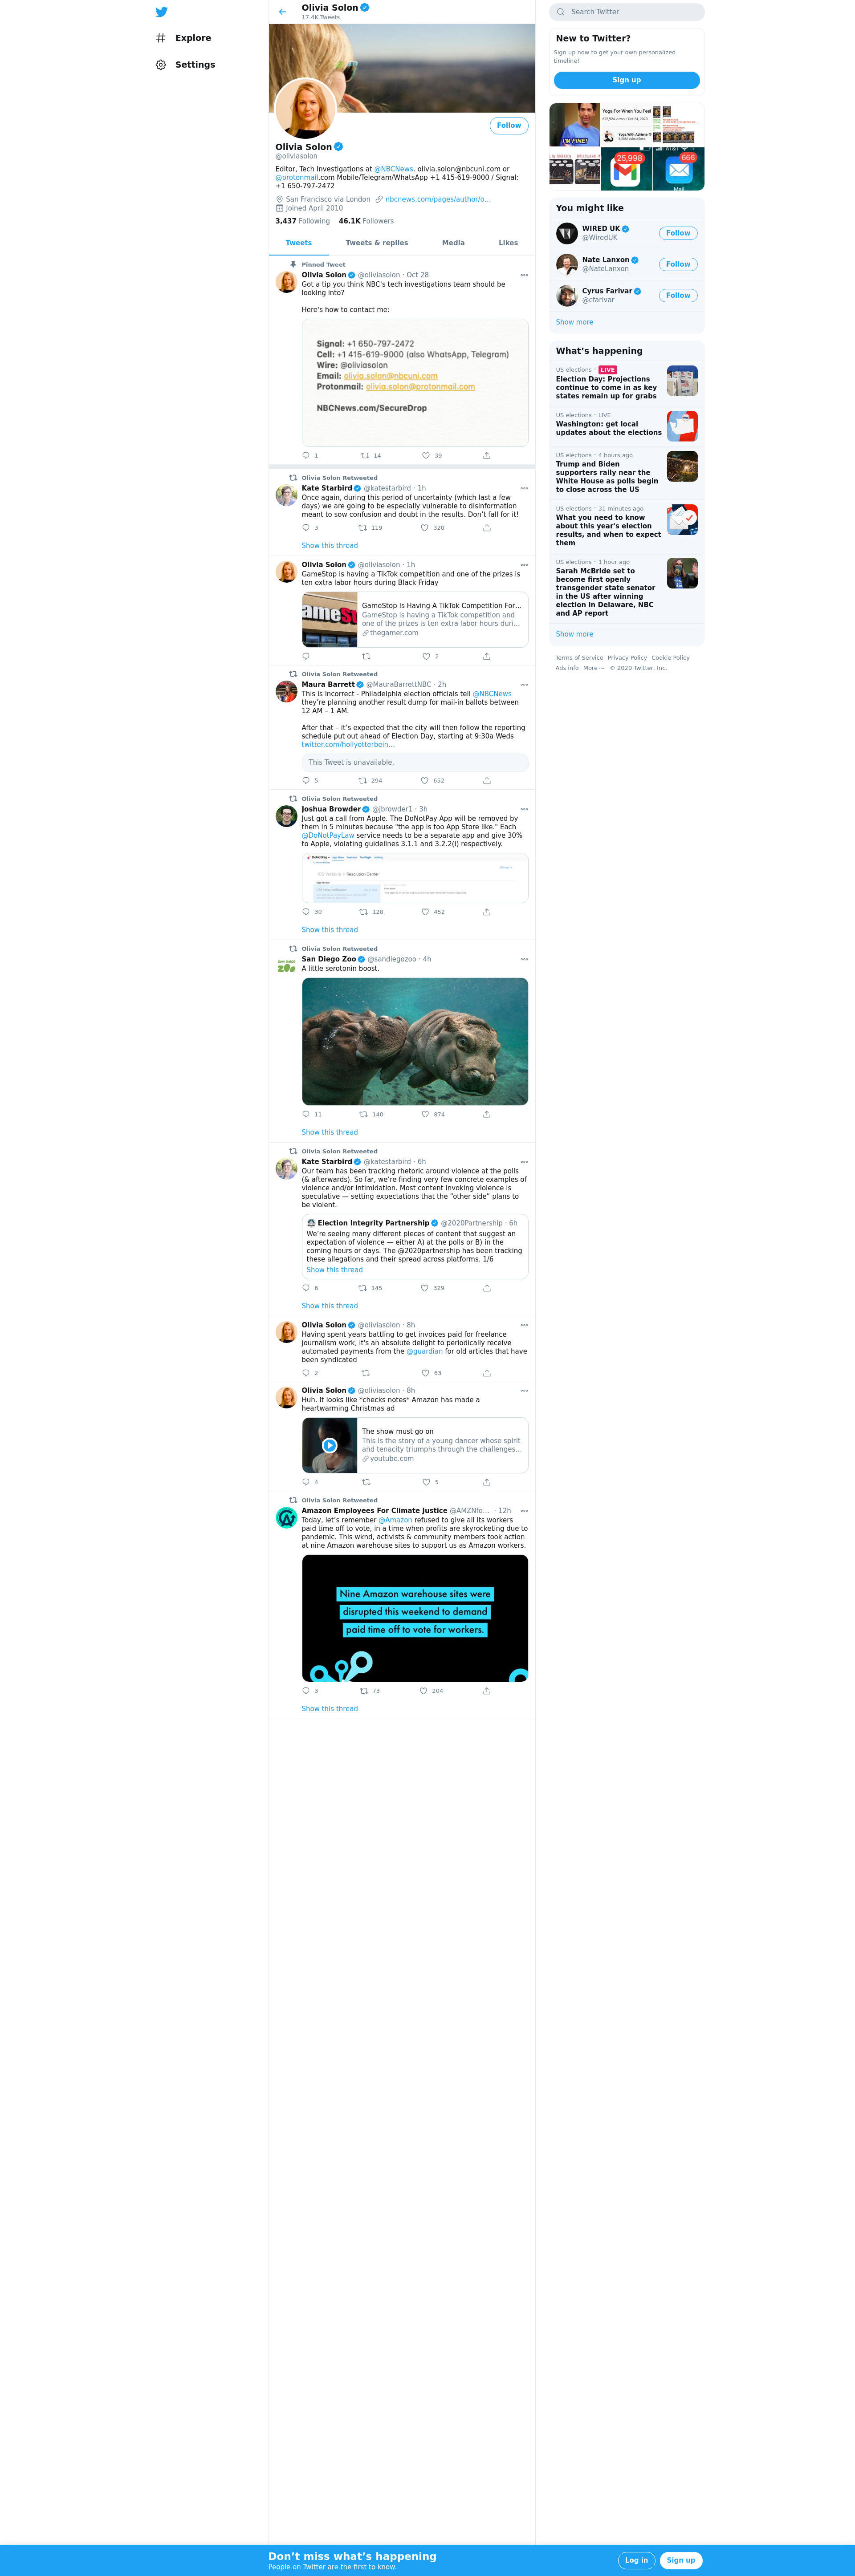 Explore
Settings
Olivia Solon
17.4K Tweets
Follow
Olivia Solon
@oliviasolon
Editor, Tech Investigations at @NBCNews. olivia.solon@nbcuni.com or
@protonmail.com Mobile/Telegram/WhatsApp +1 415-619-9000 / Signal:
+1 650-797-2472
San Francisco via London nbcnews.com/pages/author/o…
Joined April 2010
3,437 Following 46.1K Followers
Tweets Tweets & replies Media Likes
Pinned Tweet
Olivia Solon @oliviasolon · Oct 28
Got a tip you think NBC's tech investigations team should be
looking into?
Here's how to contact me:
Signal: +1 650-797-2472
Cell: +1 415-619-9000 (also WhatsApp, Telegram)
Wire: @oliviasolon
Email: olivia.solon@nbcuni.com
Protonmail: olivia.solon@protonmail.com
NBCNews.com/SecureDrop
1 14 39
Olivia Solon Retweeted
Kate Starbird @katestarbird · 1h
Once again, during this period of uncertainty (which last a few
days) we are going to be especially vulnerable to disinformation
meant to sow confusion and doubt in the results. Don’t fall for it!
3 119 320
Show this thread
Olivia Solon @oliviasolon · 1h
GameStop is having a TikTok competition and one of the prizes is
ten extra labor hours during Black Friday
GameStop Is Having A TikTok Competition For…
GameStop is having a TikTok competition and
one of the prizes is ten extra labor hours duri…
thegamer.com
2
Olivia Solon Retweeted
Maura Barrett @MauraBarrettNBC · 2h
This is incorrect - Philadelphia election officials tell @NBCNews
they’re planning another result dump for mail-in ballots between
12 AM – 1 AM.
After that – it’s expected that the city will then follow the reporting
schedule put out ahead of Election Day, starting at 9:30a Weds
twitter.com/hollyotterbein…
This Tweet is unavailable.
5 294 652
Olivia Solon Retweeted
Joshua Browder @jbrowder1 · 3h
Just got a call from Apple. The DoNotPay App will be removed by
them in 5 minutes because "the app is too App Store like." Each
@DoNotPayLaw service needs to be a separate app and give 30%
to Apple, violating guidelines 3.1.1 and 3.2.2(i) respectively.
Resolution Center
30 128 452
Show this thread
Olivia Solon Retweeted
San Diego Zoo @sandiegozoo · 4h
A little serotonin boost.
11 140 874
Show this thread
Olivia Solon Retweeted
Kate Starbird @katestarbird · 6h
Our team has been tracking rhetoric around violence at the polls
(& afterwards). So far, we’re finding very few concrete examples of
violence and/or intimidation. Most content invoking violence is
speculative — setting expectations that the “other side” plans to
be violent.
Election Integrity Partnership @2020Partnership · 6h
We’re seeing many different pieces of content that suggest an
expectation of violence — either A) at the polls or B) in the
coming hours or days. The @2020partnership has been tracking
these allegations and their spread across platforms. 1/6
Show this thread
6 145 329
Show this thread
Olivia Solon @oliviasolon · 8h
Having spent years battling to get invoices paid for freelance
journalism work, it’s an absolute delight to periodically receive
automated payments from the @guardian for old articles that have
been syndicated
2 63
Olivia Solon @oliviasolon · 8h
Huh. It looks like *checks notes* Amazon has made a
heartwarming Christmas ad
The show must go on
This is the story of a young dancer whose spirit
and tenacity triumphs through the challenges…
youtube.com
4 5
Olivia Solon Retweeted
Amazon Employees For Climate Justice @AMZNfo… · 12h
Today, let’s remember @Amazon refused to give all its workers
paid time off to vote, in a time when profits are skyrocketing due to
pandemic. This wknd, activists & community members took action
at nine Amazon warehouse sites to support us as Amazon workers.
Nine Amazon warehouse sites were
disrupted this weekend to demand
paid time off to vote for workers.
3 73 204
Show this thread
Search Twitter
New to Twitter?
Sign up now to get your own personalized
timeline!
Sign up
I'M FINE!
Yoga For When You Feel
25,998
666
Mail
You might like
WIRED UK
@WiredUK
Follow
Nate Lanxon
@NateLanxon
Follow
Cyrus Farivar
@cfarivar
Follow
Show more
What’s happening
US elections · LIVE
Election Day: Projections
continue to come in as key
states remain up for grabs
US elections · LIVE
Washington: get local
updates about the elections
US elections · 4 hours ago
Trump and Biden
supporters rally near the
White House as polls begin
to close across the US
US elections · 31 minutes ago
What you need to know
about this year's election
results, and when to expect
them
US elections · 1 hour ago
Sarah McBride set to
become first openly
transgender state senator
in the US after winning
election in Delaware, NBC
and AP report
Show more
Terms of Service Privacy Policy Cookie Policy
Ads info More © 2020 Twitter, Inc.
Don’t miss what’s happening
People on Twitter are the first to know.
Log in Sign up